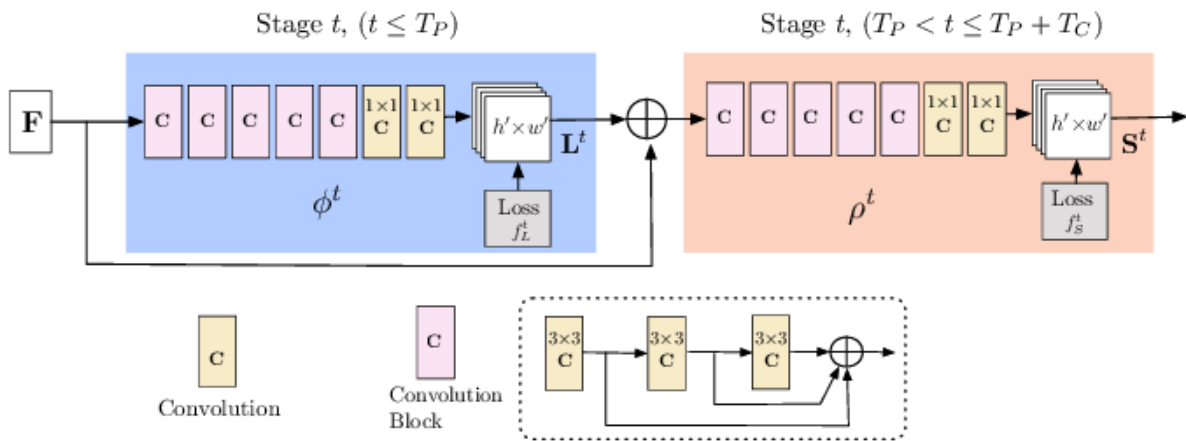 Stage t, (t ≤ T_P)
Stage t, (T_P < t ≤ T_P + T_C)
F
C
C
C
C
C
1×1
C
1×1
C
h′×w′
L^t
C
C
C
C
C
1×1
C
1×1
C
h′×w′
S^t
ϕ^t
Loss
f_L^t
ρ^t
Loss
f_S^t
C
Convolution
C
Convolution
Block
3×3
C
3×3
C
3×3
C